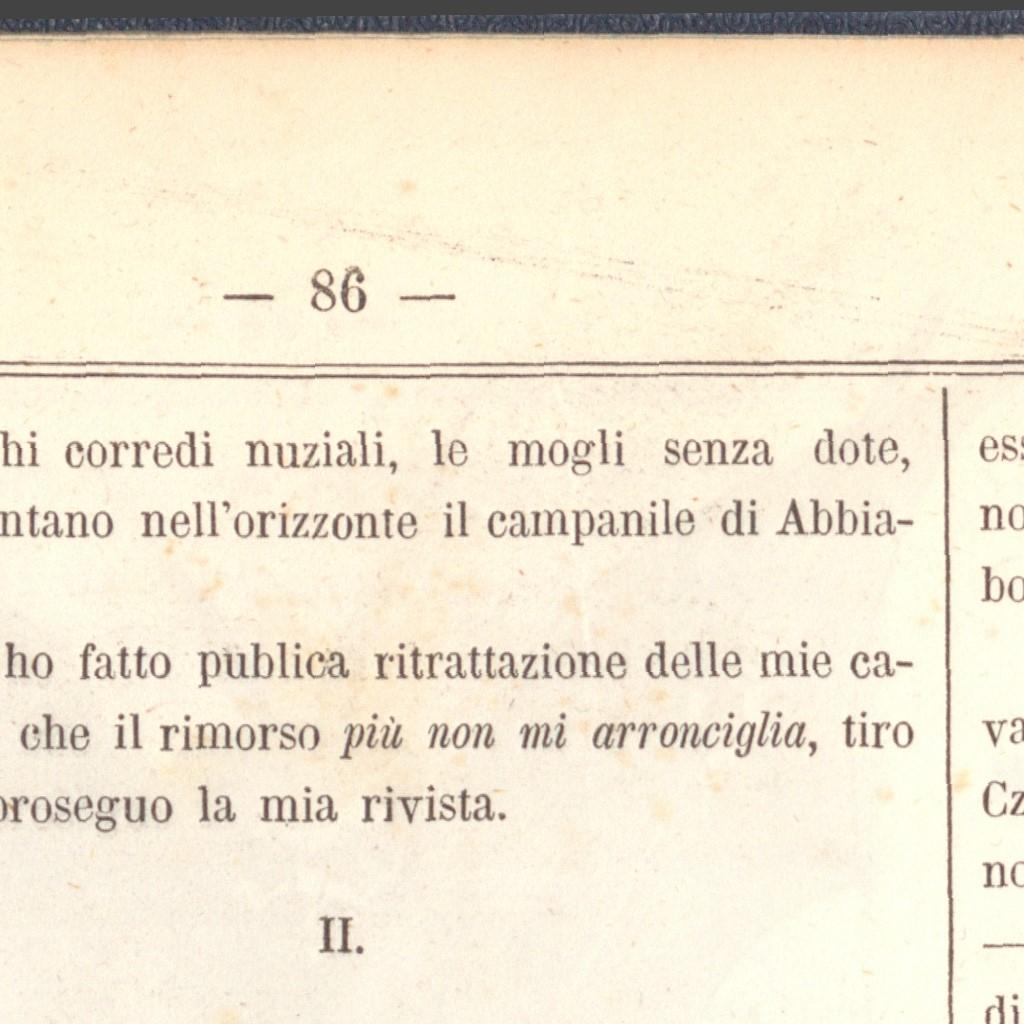 — 86 —
hi corredi nuziali, le mogli senza dote,
ntano nell'orizzonte il campanile di Abbia-
ho fatto publica ritrattazione delle mie ca-
che il rimorso più non mi arronciglia, tiro
proseguo la mia rivista.
II.
ess
no
bo
va
Cz
no
—
di